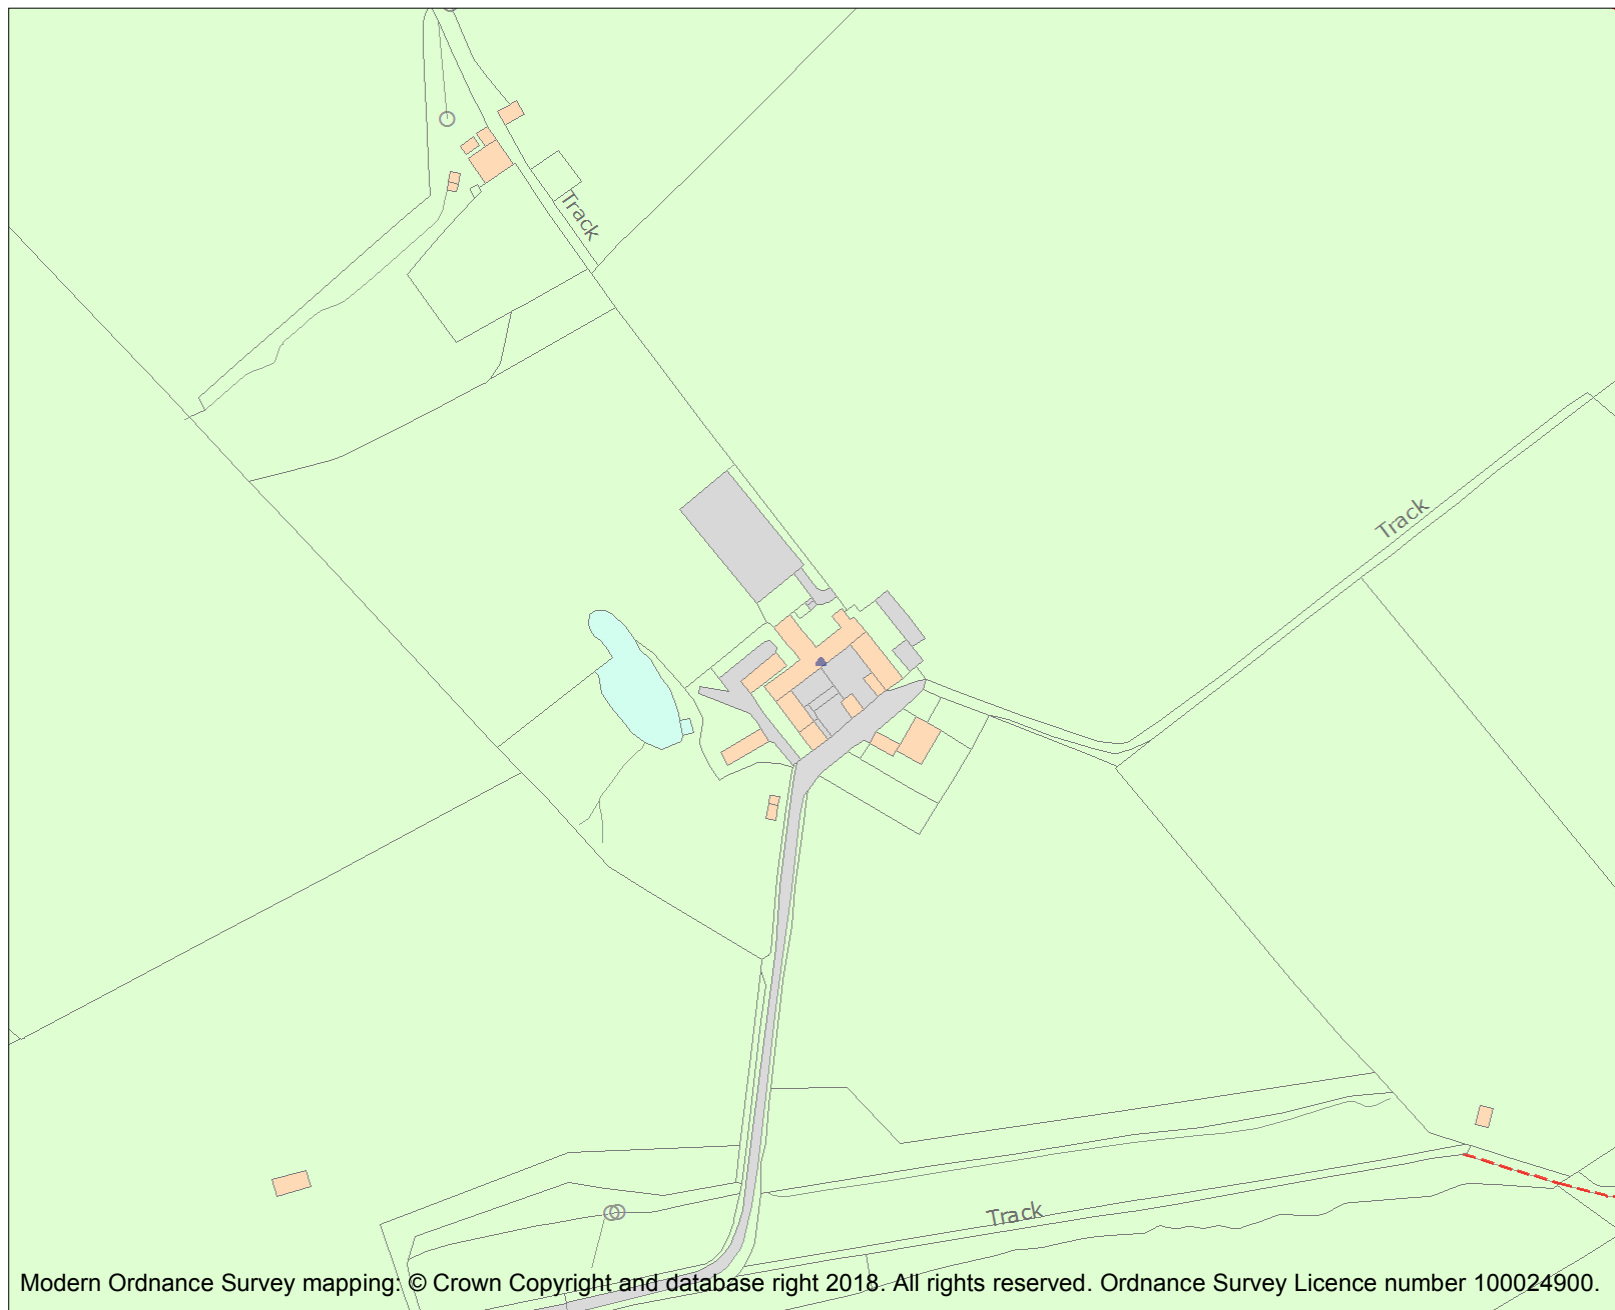 Track
Track
Track
Modern Ordnance Survey mapping: © Crown Copyright and database right 2018. All rights reserved. Ordnance Survey Licence number 100024900.